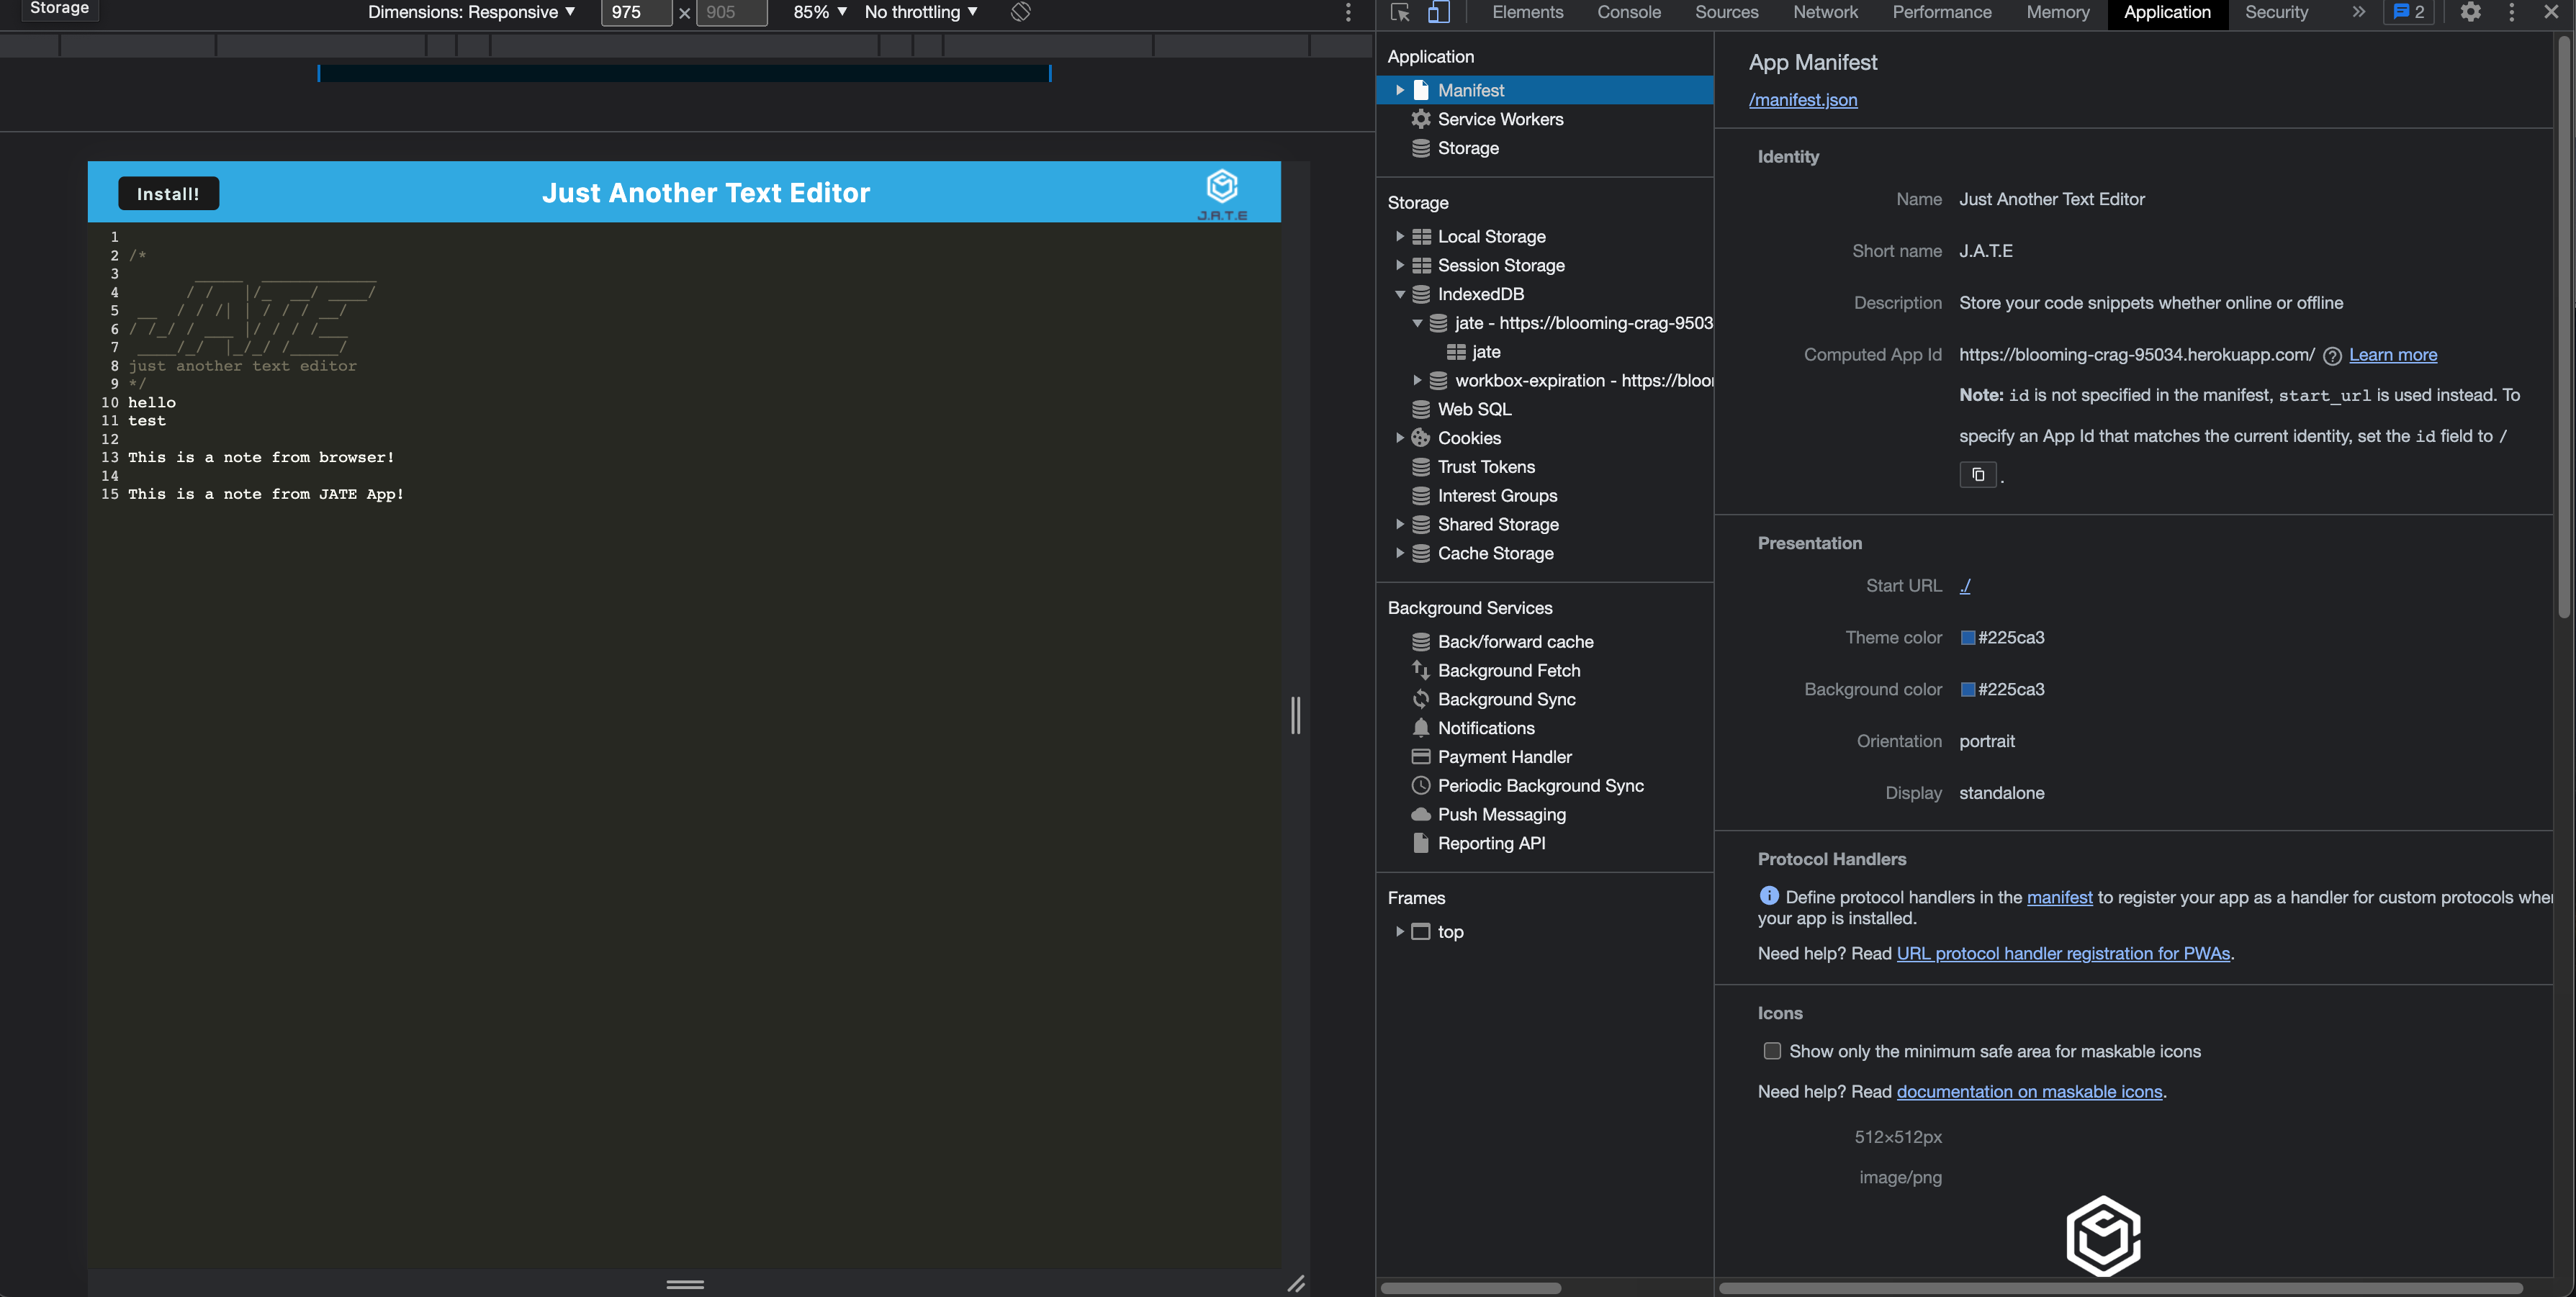 Storage
Dimensions: Responsive ▼ 975 × 905 85% ▼ No throttling ▼
Install!
Just Another Text Editor
J.A.T.E
1
2 /*
3       _____  ____________
4      / /   |/_  __/ ____/
5 __  / / /| | / / / __/
6 / /_/ / ___ |/ / / /___
7 ____/_/  |_/_/ /_____/
8 just another text editor
9 */
10 hello
11 test
12
13 This is a note from browser!
14
15 This is a note from JATE App!
Elements Console Sources Network Performance Memory Application Security » 2
Application
Manifest
Service Workers
Storage
Storage
Local Storage
Session Storage
IndexedDB
jate - https://blooming-crag-9503
jate
workbox-expiration - https://bloo
Web SQL
Cookies
Trust Tokens
Interest Groups
Shared Storage
Cache Storage
Background Services
Back/forward cache
Background Fetch
Background Sync
Notifications
Payment Handler
Periodic Background Sync
Push Messaging
Reporting API
Frames
top
App Manifest
/manifest.json
Identity
Name Just Another Text Editor
Short name J.A.T.E
Description Store your code snippets whether online or offline
Computed App Id https://blooming-crag-95034.herokuapp.com/ ? Learn more
Note: id is not specified in the manifest, start_url is used instead. To
specify an App Id that matches the current identity, set the id field to /
.
Presentation
Start URL ./
Theme color #225ca3
Background color #225ca3
Orientation portrait
Display standalone
Protocol Handlers
Define protocol handlers in the manifest to register your app as a handler for custom protocols whe
your app is installed.
Need help? Read URL protocol handler registration for PWAs.
Icons
Show only the minimum safe area for maskable icons
Need help? Read documentation on maskable icons.
512×512px
image/png